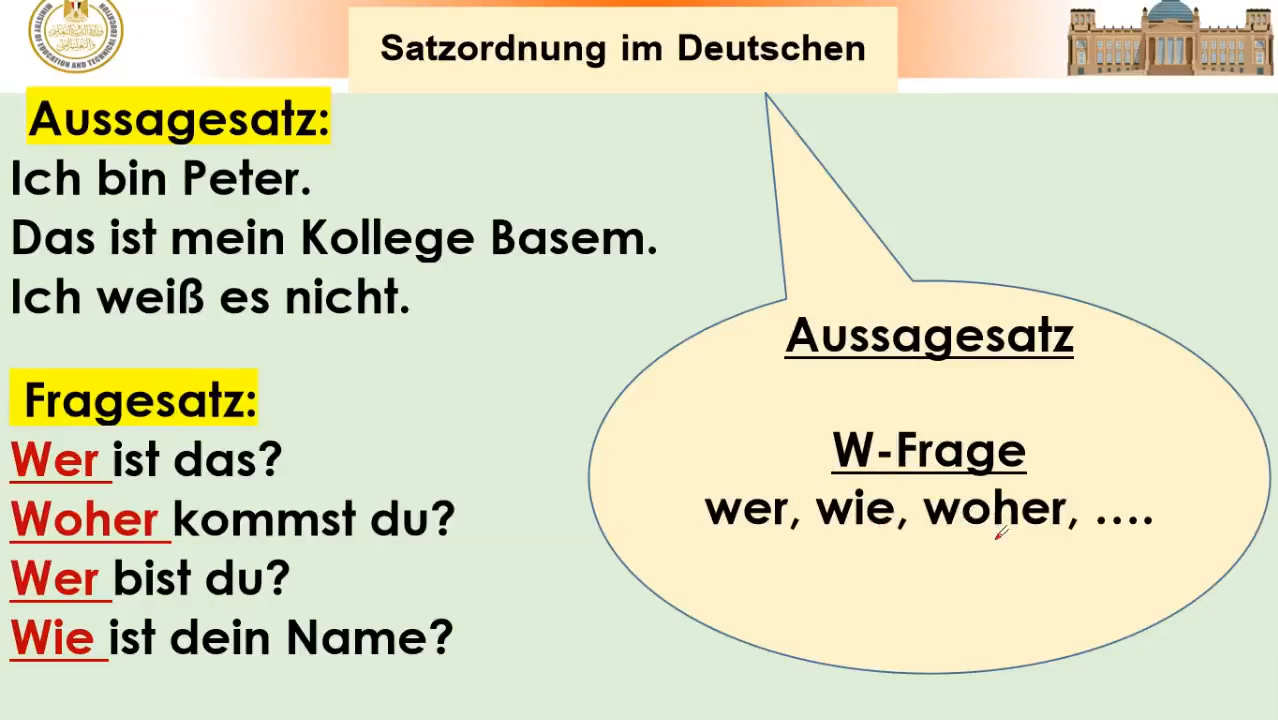 Satzordnung im Deutschen
Aussagesatz:
Ich bin Peter.
Das ist mein Kollege Basem.
Ich weiß es nicht.
Fragesatz:
Wer ist das?
Woher kommst du?
Wer bist du?
Wie ist dein Name?
Aussagesatz
W-Frage
wer, wie, woher, ....